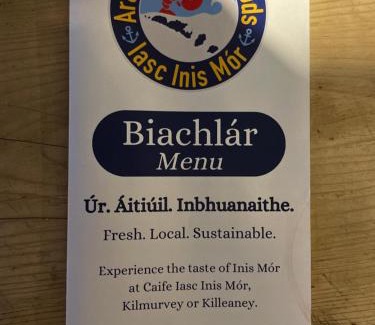 Iasc Inis Mór
Biachlár
Menu
Úr. Áitiúil. Inbhuanaithe.
Fresh. Local. Sustainable.
Experience the taste of Inis Mór
at Caife Iasc Inis Mór,
Kilmurvey or Killeaney.